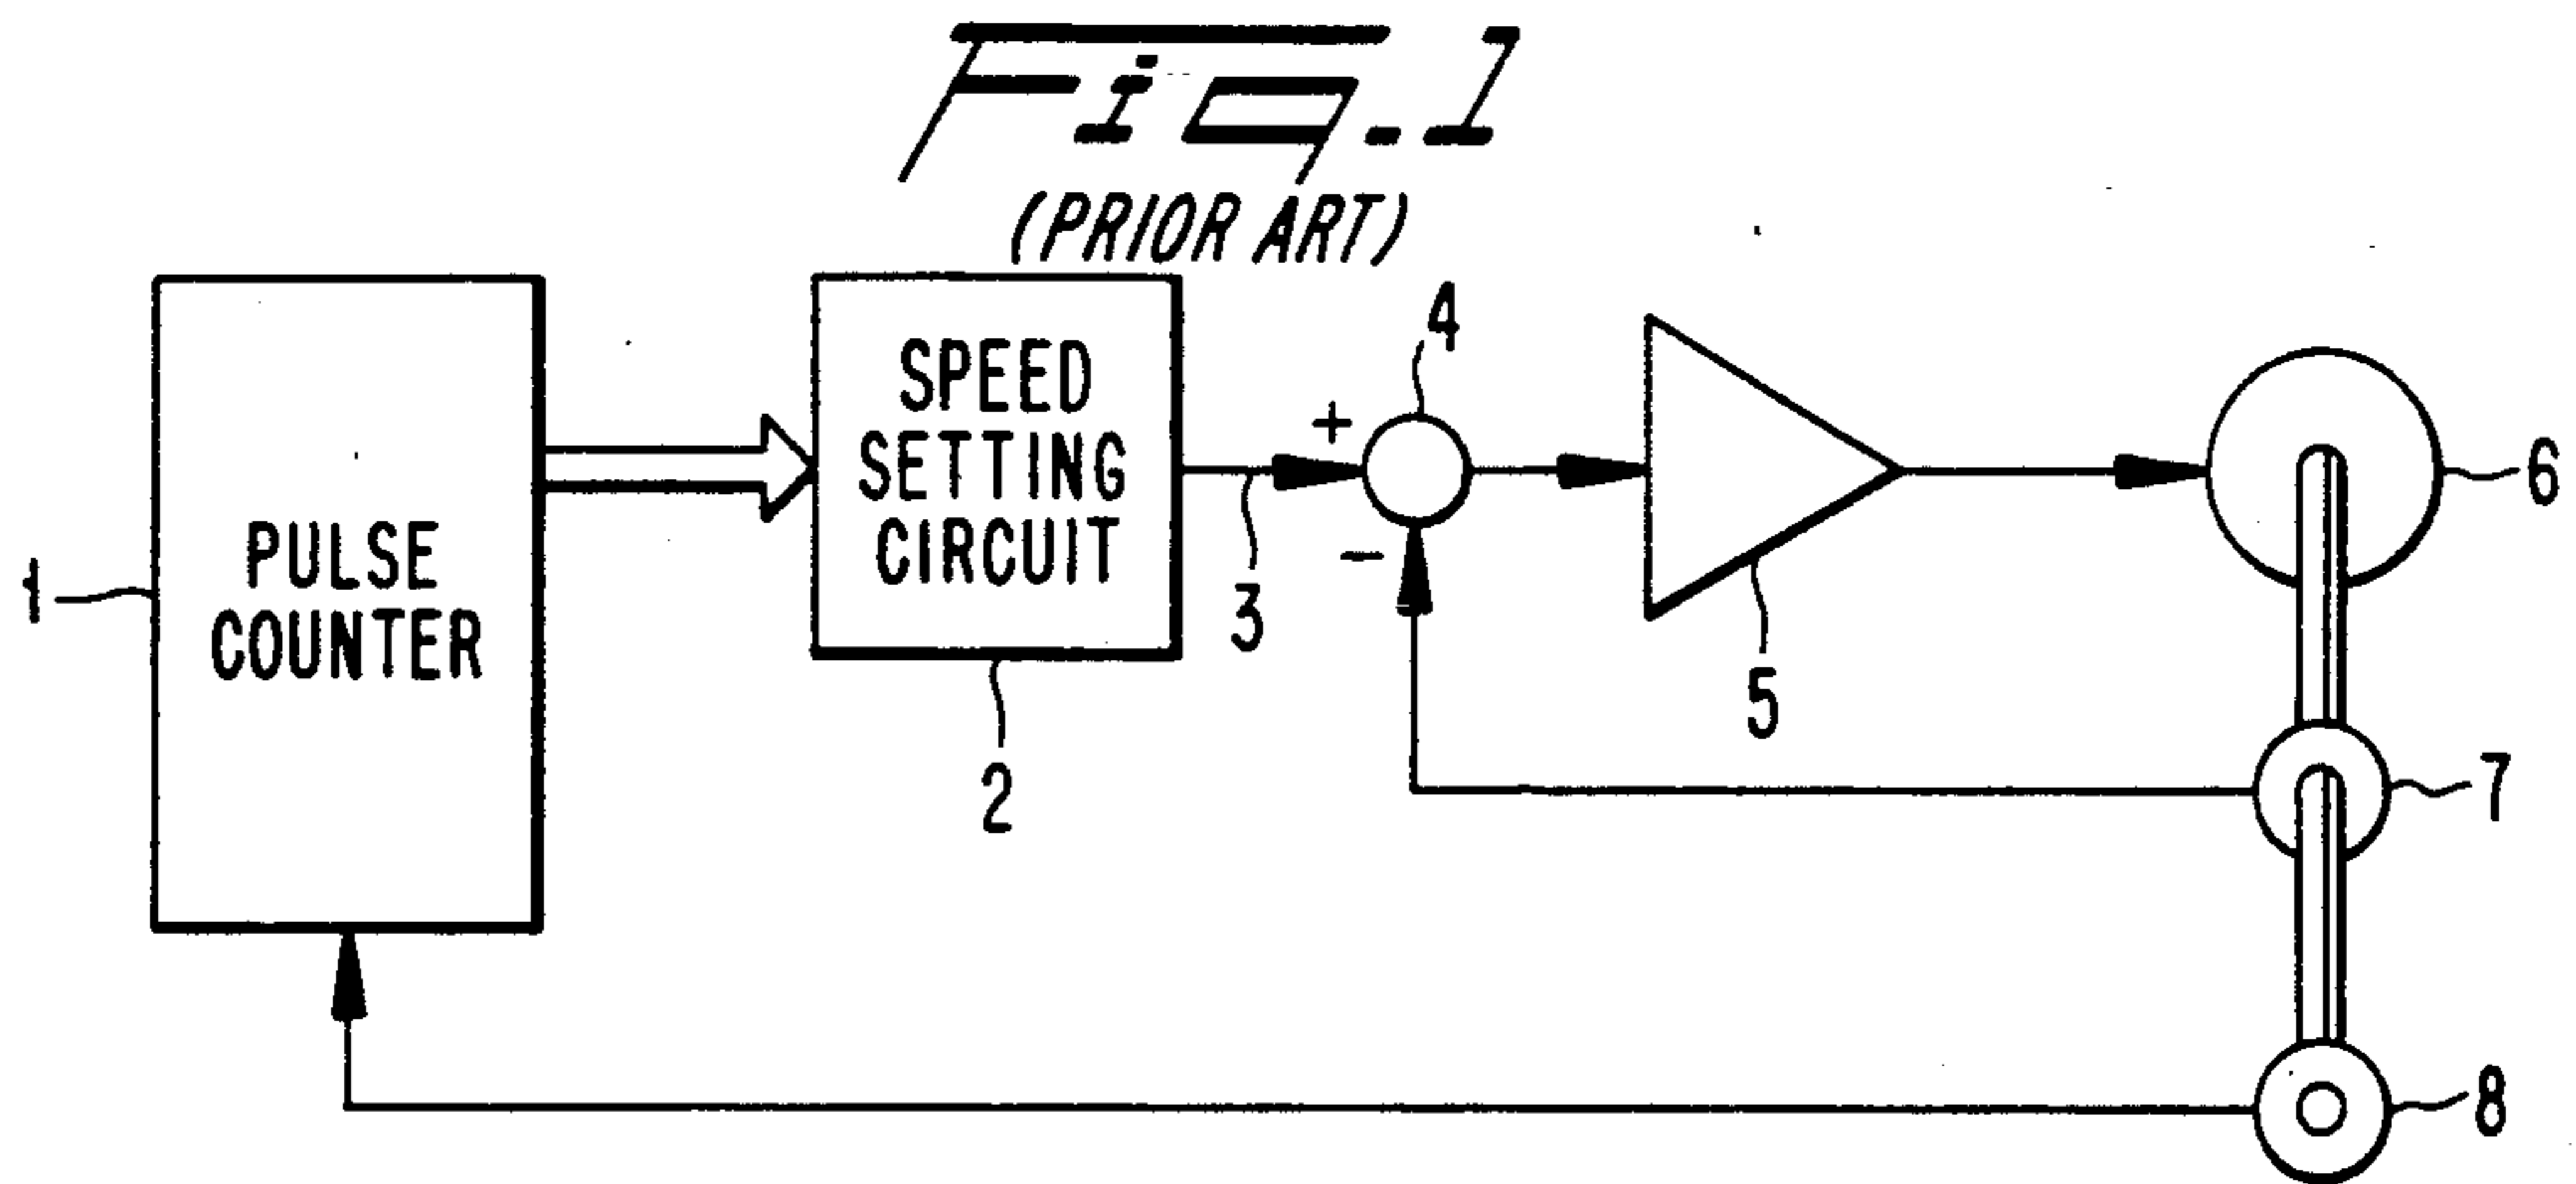 Fig. 1
(PRIOR ART)
PULSE
COUNTER
1
SPEED
SETTING
CIRCUIT
2
3
+
-
4
5
6
7
8